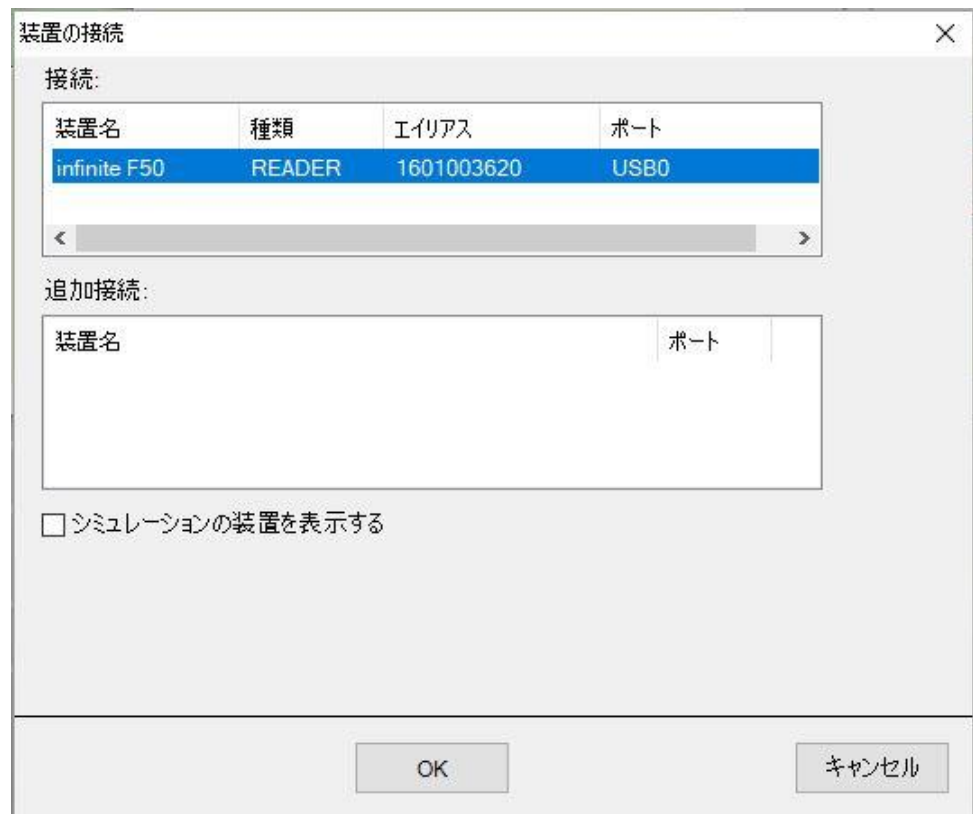 装置の接続
接続:
装置名 種類 エイリアス ポート
infinite F50 READER 1601003620 USB0
追加接続:
装置名 ポート
シミュレーションの装置を表示する
OK キャンセル